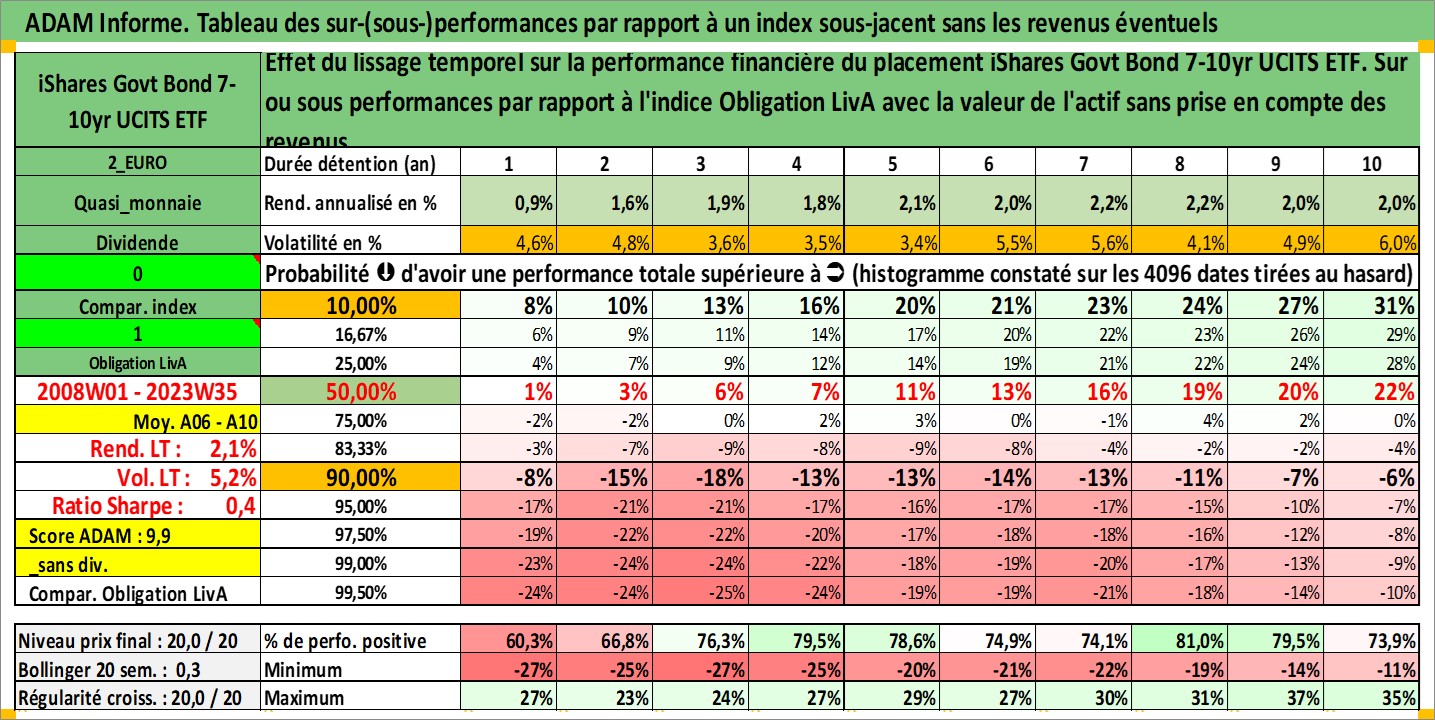 ADAM Informe. Tableau des sur-(sous-)performances par rapport à un index sous-jacent sans les revenus éventuels
iShares Govt Bond 7-
10yr UCITS ETF
Effet du lissage temporel sur la performance financière du placement iShares Govt Bond 7-10yr UCITS ETF. Sur
ou sous performances par rapport à l'indice Obligation LivA avec la valeur de l'actif sans prise en compte des
revenus
2_EURO Durée détention (an) 1 2 3 4 5 6 7 8 9 10
Quasi_monnaie Rend. annualisé en % 0,9% 1,6% 1,9% 1,8% 2,1% 2,0% 2,2% 2,2% 2,0% 2,0%
Dividende Volatilité en % 4,6% 4,8% 3,6% 3,5% 3,4% 5,5% 5,6% 4,1% 4,9% 6,0%
0 Probabilité d'avoir une performance totale supérieure à (histogramme constaté sur les 4096 dates tirées au hasard)
Compar. index 10,00% 8% 10% 13% 16% 20% 21% 23% 24% 27% 31%
1 16,67% 6% 9% 11% 14% 17% 20% 22% 23% 26% 29%
Obligation LivA 25,00% 4% 7% 9% 12% 14% 19% 21% 22% 24% 28%
2008W01 - 2023W35 50,00% 1% 3% 6% 7% 11% 13% 16% 19% 20% 22%
Moy. A06 - A10 75,00% -2% -2% 0% 2% 3% 0% -1% 4% 2% 0%
Rend. LT : 2,1% 83,33% -3% -7% -9% -8% -9% -8% -4% -2% -2% -4%
Vol. LT : 5,2% 90,00% -8% -15% -18% -13% -13% -14% -13% -11% -7% -6%
Ratio Sharpe : 0,4 95,00% -17% -21% -21% -17% -16% -17% -17% -15% -10% -7%
Score ADAM : 9,9 97,50% -19% -22% -22% -20% -17% -18% -18% -16% -12% -8%
_sans div. 99,00% -23% -24% -24% -22% -18% -19% -20% -17% -13% -9%
Compar. Obligation LivA 99,50% -24% -24% -25% -24% -19% -19% -21% -18% -14% -10%
Niveau prix final : 20,0 / 20 % de perfo. positive 60,3% 66,8% 76,3% 79,5% 78,6% 74,9% 74,1% 81,0% 79,5% 73,9%
Bollinger 20 sem. : 0,3 Minimum -27% -25% -27% -25% -20% -21% -22% -19% -14% -11%
Régularité croiss. : 20,0 / 20 Maximum 27% 23% 24% 27% 29% 27% 30% 31% 37% 35%